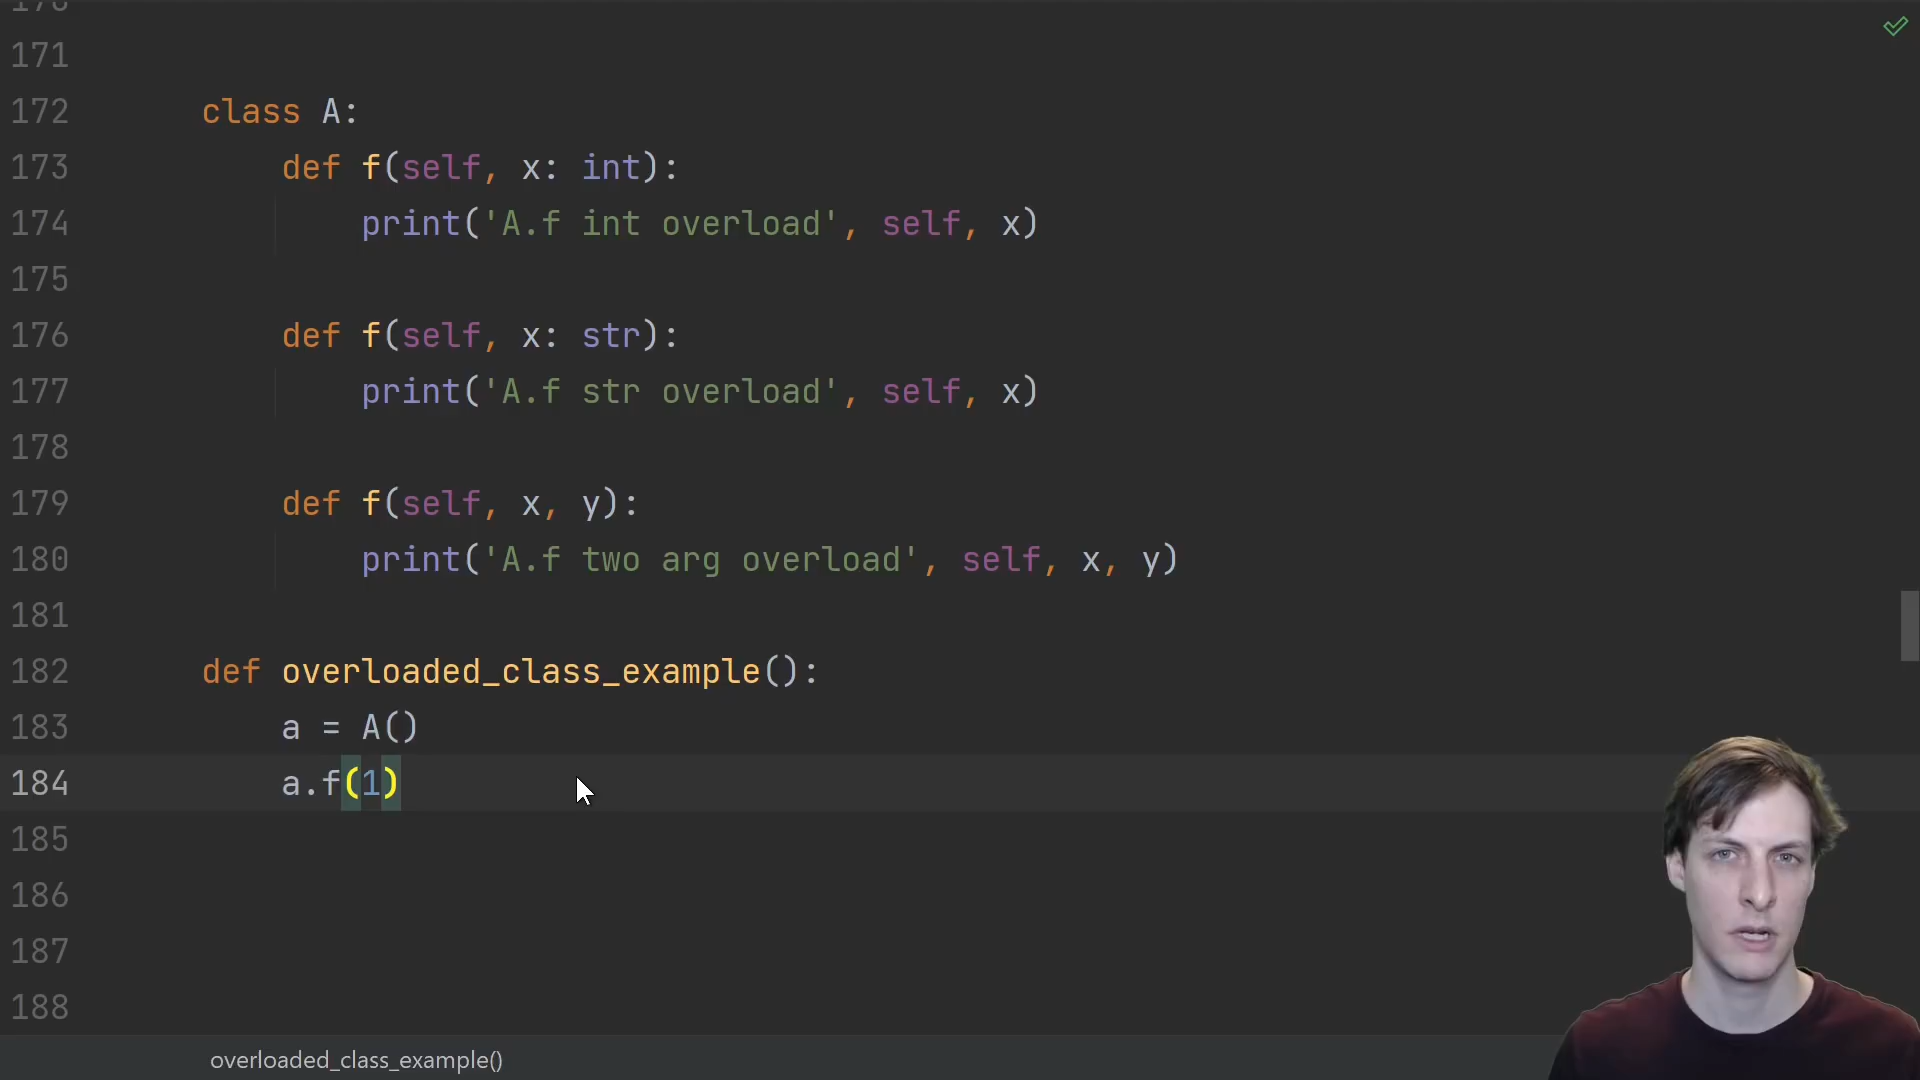 171
172 class A:
173 def f(self, x: int):
174 print('A.f int overload', self, x)
175
176 def f(self, x: str):
177 print('A.f str overload', self, x)
178
179 def f(self, x, y):
180 print('A.f two arg overload', self, x, y)
181
182 def overloaded_class_example():
183 a = A()
184 a.f(1)
185
186
187
188
overloaded_class_example()